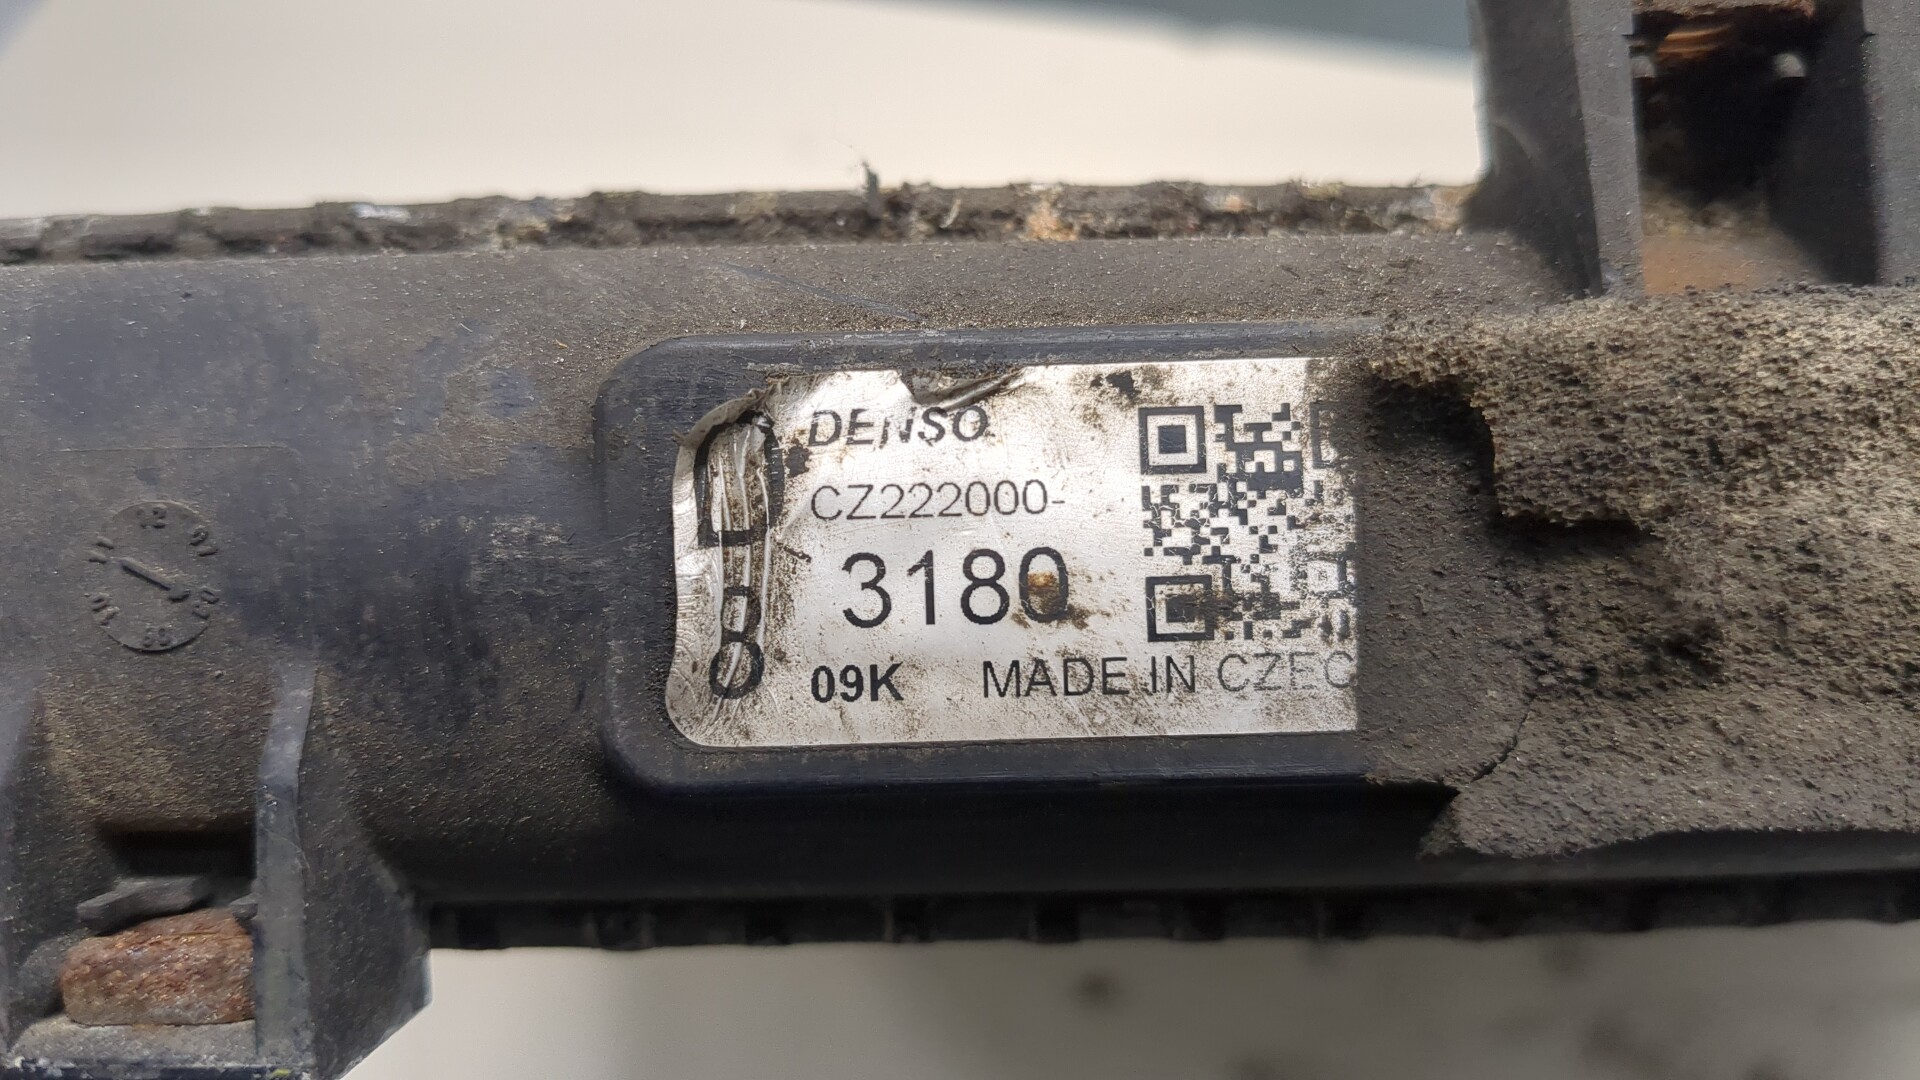 DENSO
CZ222000-
3180
09K MADE IN CZEC